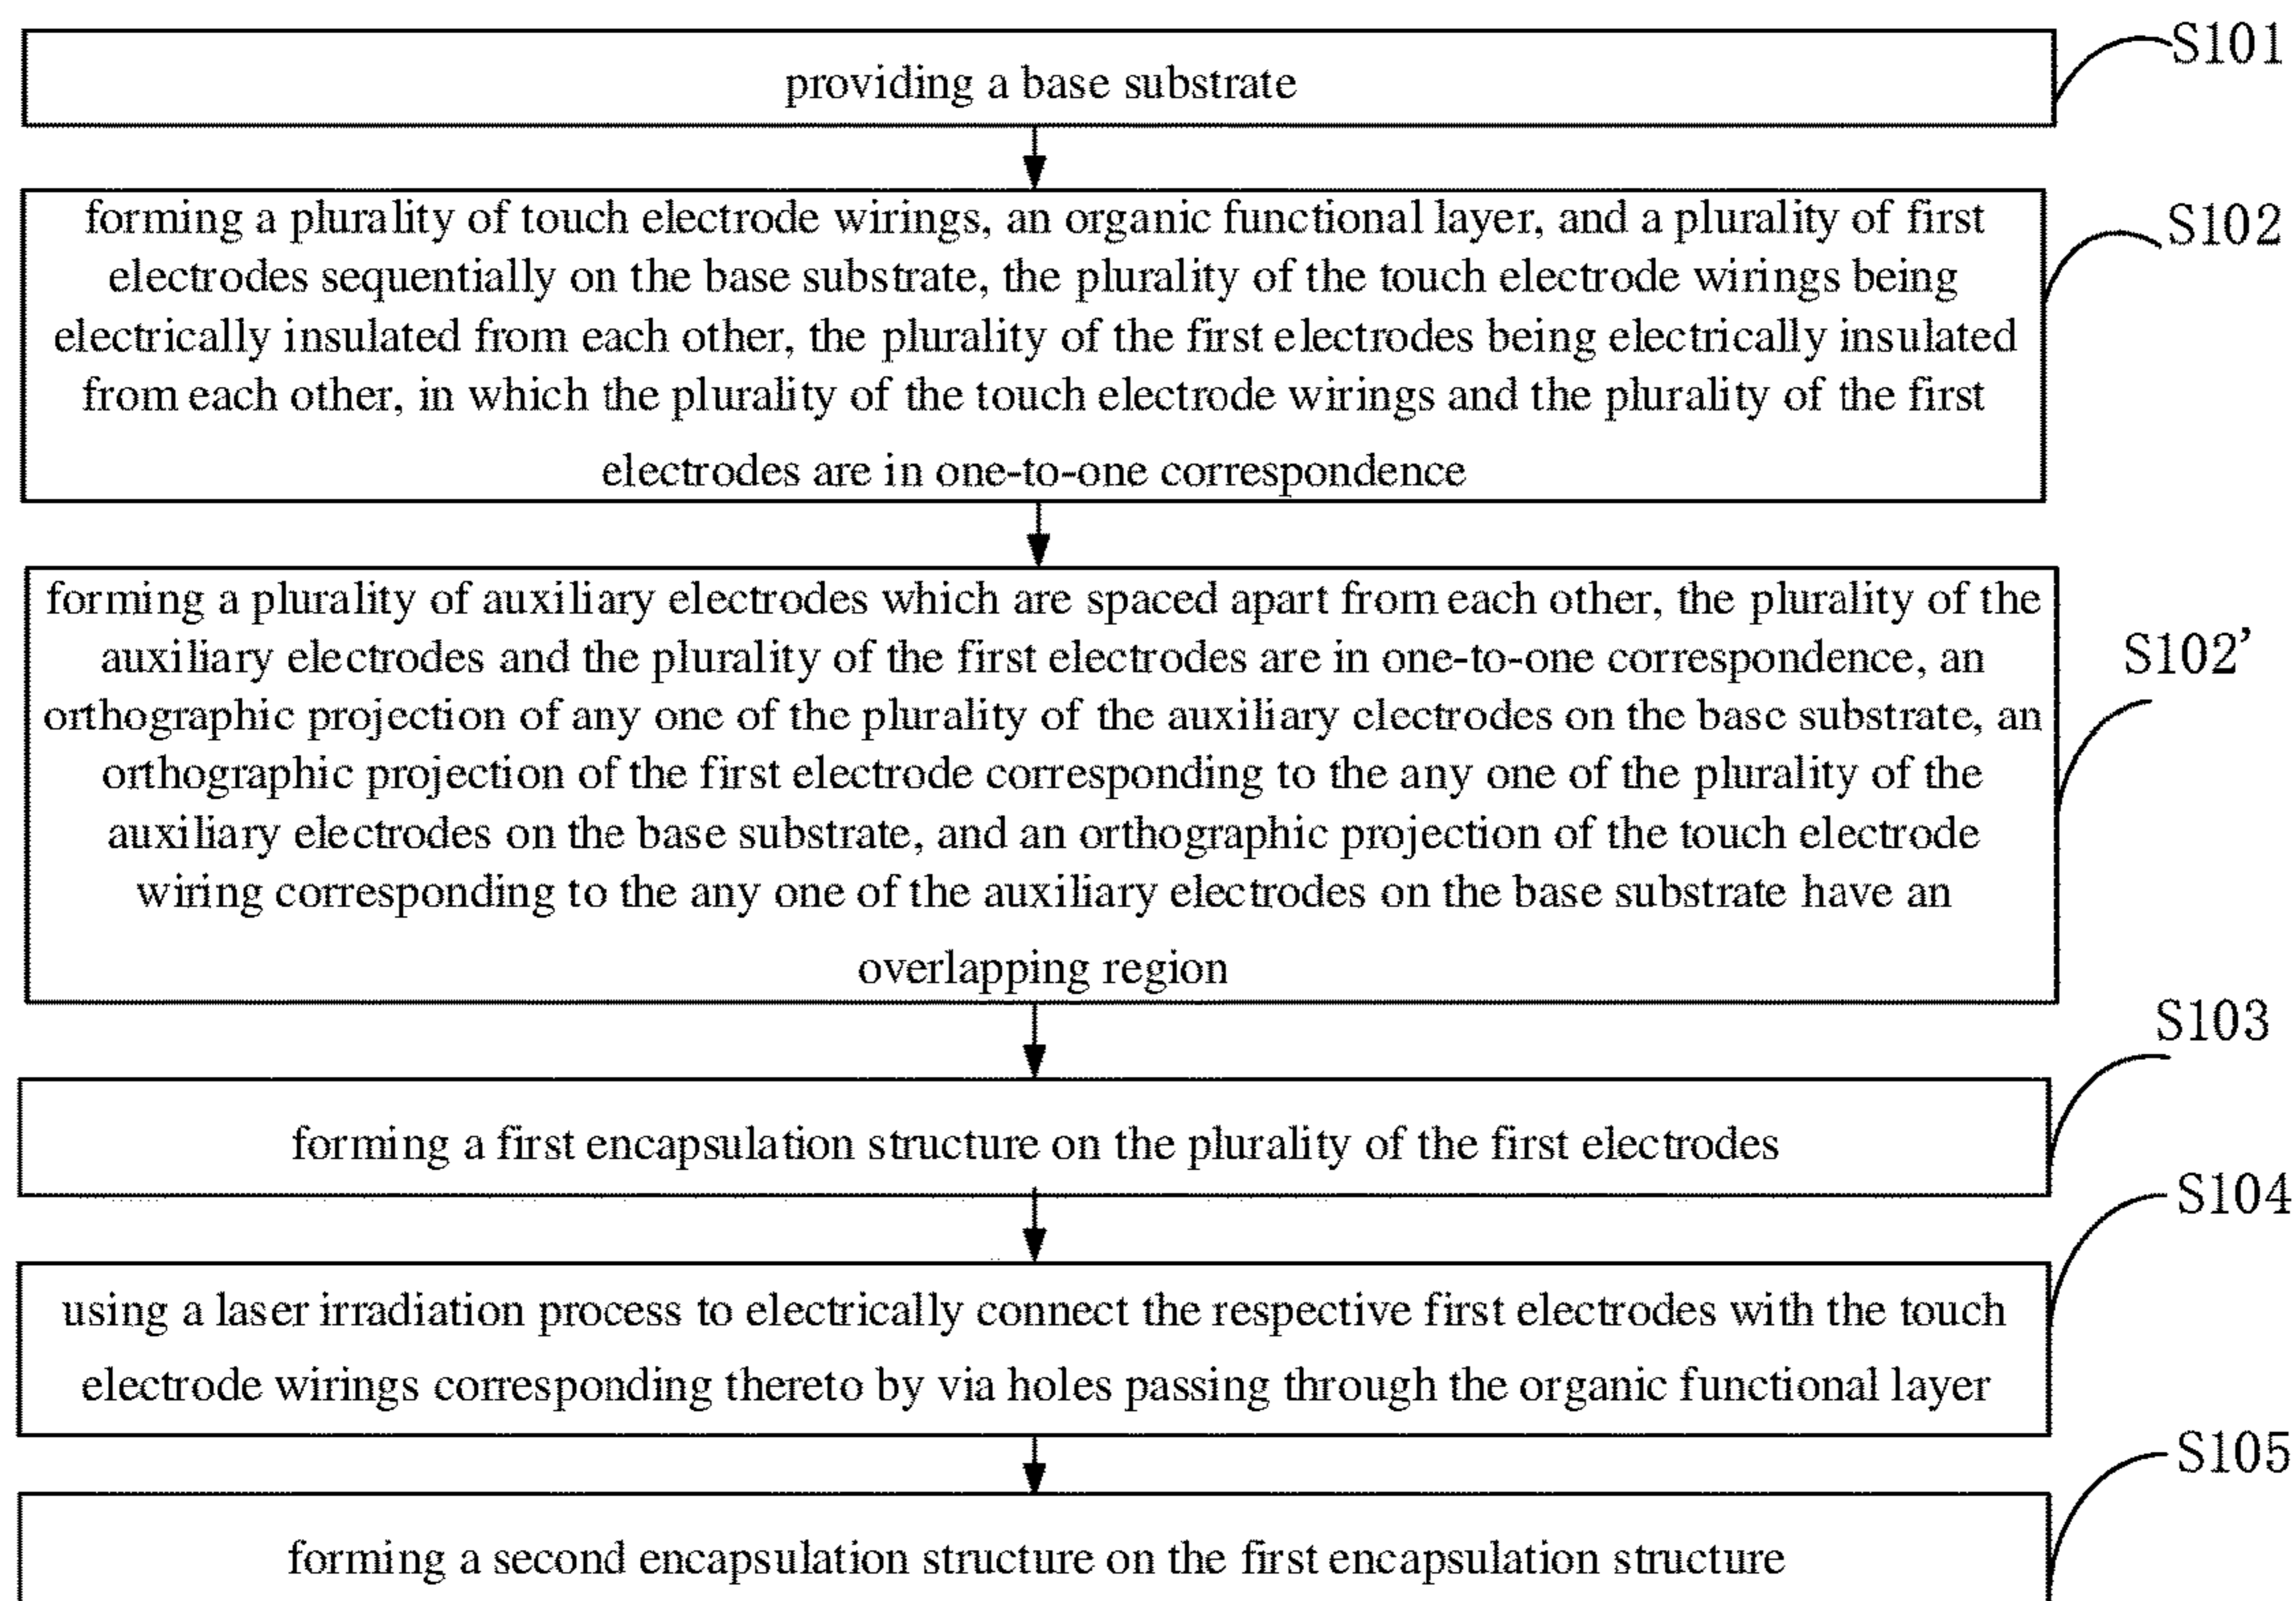 S101
providing a base substrate
forming a plurality of touch electrode wirings, an organic functional layer, and a plurality of first
S102
electrodes sequentially on the base substrate, the plurality of the touch electrode wirings being
electrically insulated from each other, the plurality of the first electrodes being electrically insulated
from each other, in which the plurality of the touch electrode wirings and the plurality of the first
electrodes are in one-to-one correspondence
forming a plurality of auxiliary electrodes which are spaced apart from each other, the plurality of the
auxiliary electrodes and the plurality of the first electrodes are in one-to-one correspondence, an
S102’
orthographic projection of any one of the plurality of the auxiliary electrodes on the base substrate, an
orthographic projection of the first electrode corresponding to the any one of the plurality of the
auxiliary electrodes on the base substrate, and an orthographic projection of the touch electrode
wiring corresponding to the any one of the auxiliary electrodes on the base substrate have an
overlapping region
S103
forming a first encapsulation structure on the plurality of the first electrodes
S104
using a laser irradiation process to electrically connect the respective first electrodes with the touch
electrode wirings corresponding thereto by via holes passing through the organic functional layer
S105
forming a second encapsulation structure on the first encapsulation structure